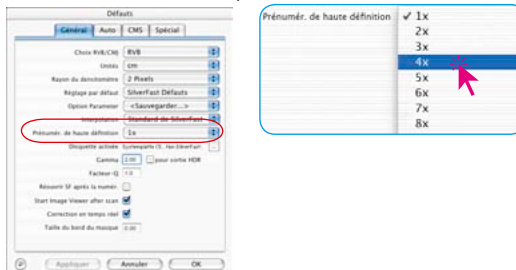 Défauts
Général Auto CMS Spécial
Choix RVB/CMJ RVB
Unités cm
Rayon du densitomètre 2 Pixels
Réglage par défaut SilverFast Défauts
Option Parameter <Sauvegarder...>
Interpolation Standard de SilverFast
Prénumér. de haute définition 1x
Disquette activée
Gamma 2.00 pour sortie HDR
Facteur-Q
Réouvrir SF après la numér.
Start Image Viewer after scan
Correction en temps réel
Taille du bord du masque 0.00
Appliquer Annuler OK
Prénumér. de haute définition ✓ 1x
2x
3x
4x
5x
6x
7x
8x